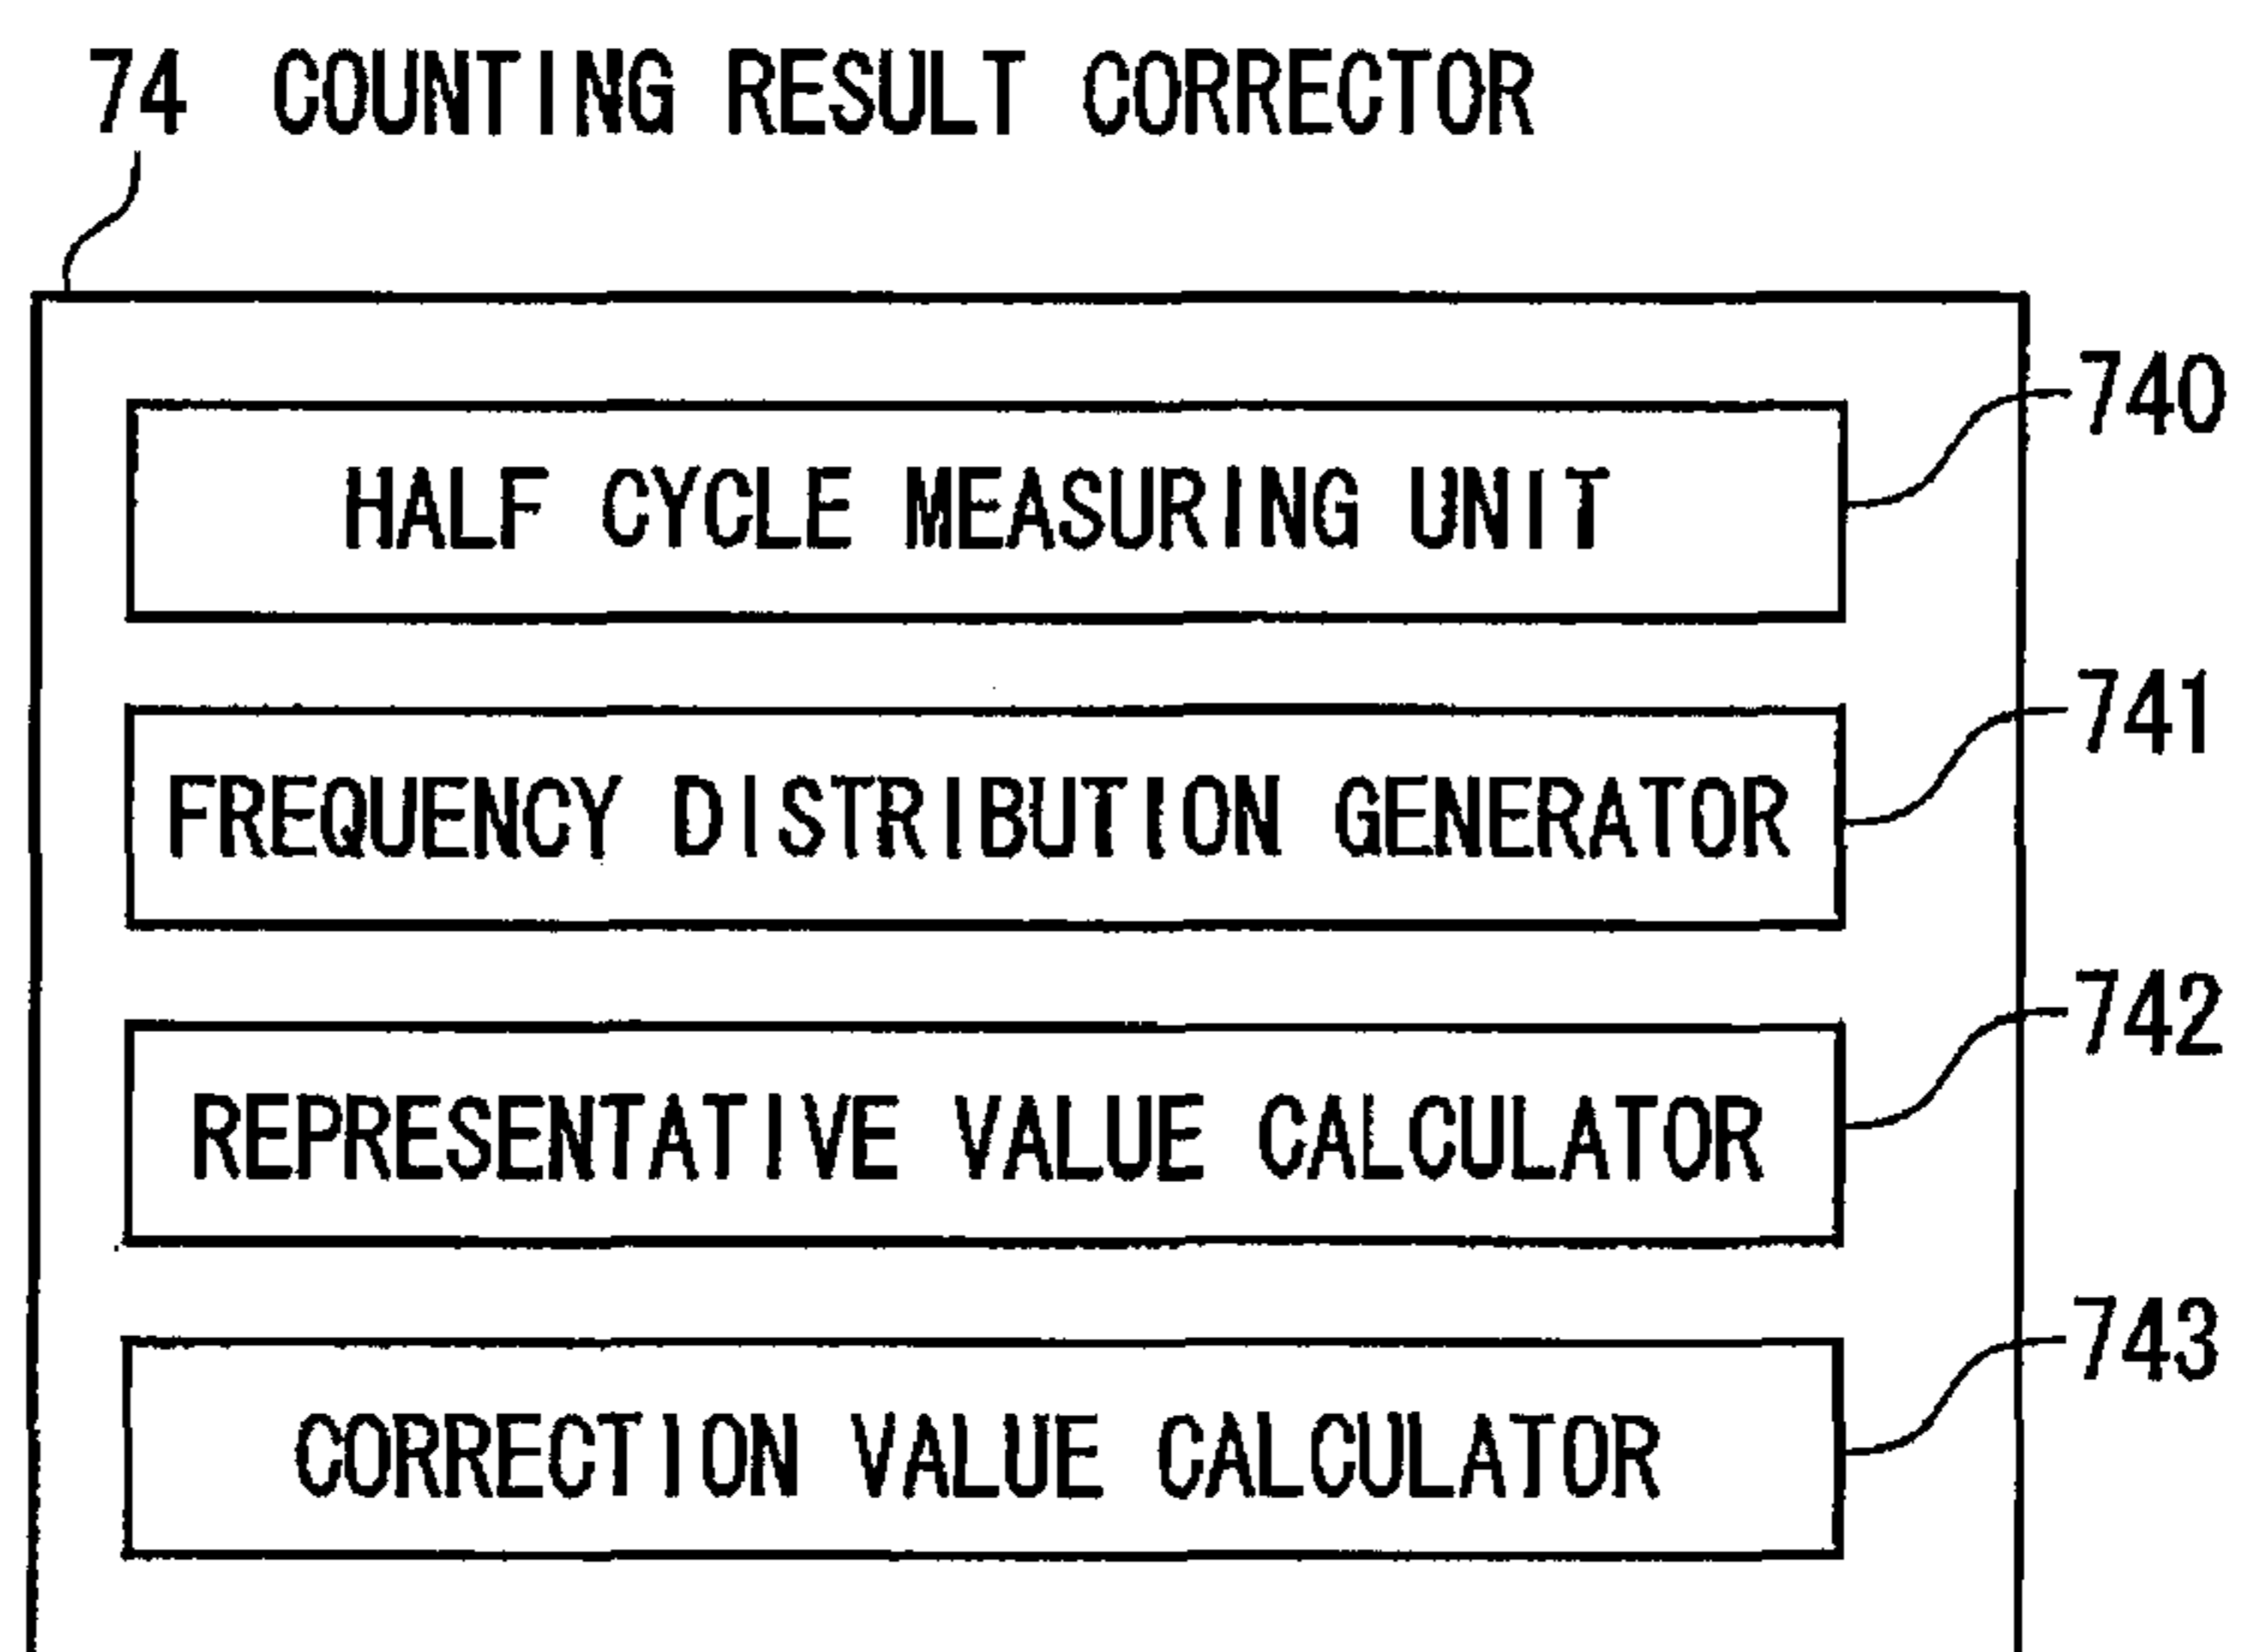 74 COUNTING RESULT CORRECTOR
740
HALF CYCLE MEASURING UNIT
741
FREQUENCY DISTRIBUTION GENERATOR
742
REPRESENTATIVE VALUE CALCULATOR
743
CORRECTION VALUE CALCULATOR